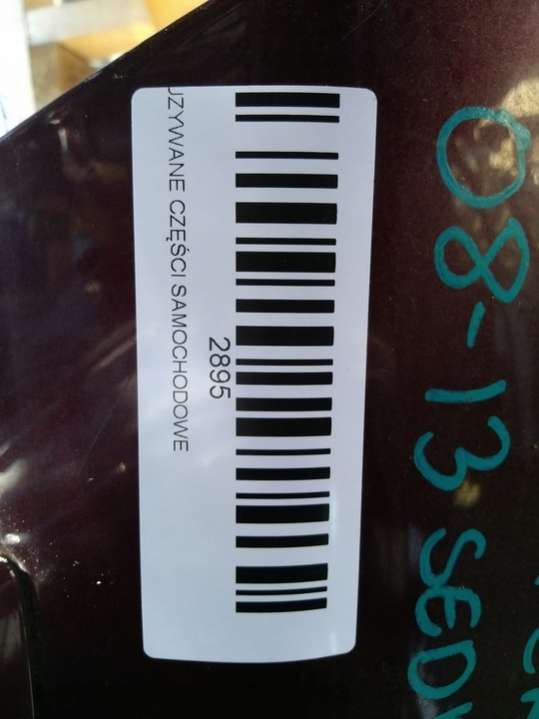 2895
UZYWANE CZĘŚCI SAMOCHODOWE
08-13 SED